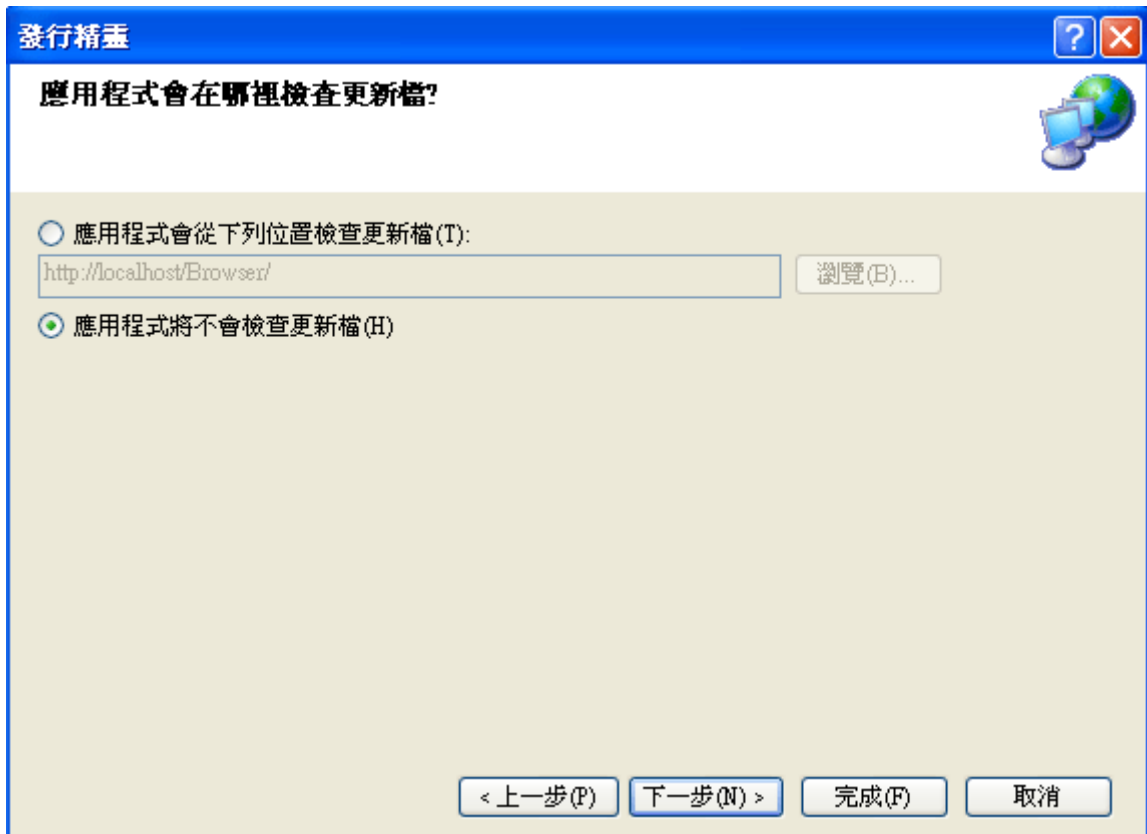 發行精靈
應用程式會在哪裡檢查更新檔?
應用程式會從下列位置檢查更新檔(T):
http://localhost/Browser/
瀏覽(B)...
應用程式將不會檢查更新檔(H)
< 上一步(P) 下一步(N) > 完成(F) 取消